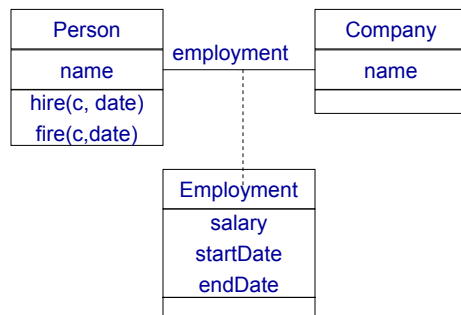 Person
name
hire(c, date)
fire(c,date)
employment
Company
name
Employment
salary
startDate
endDate